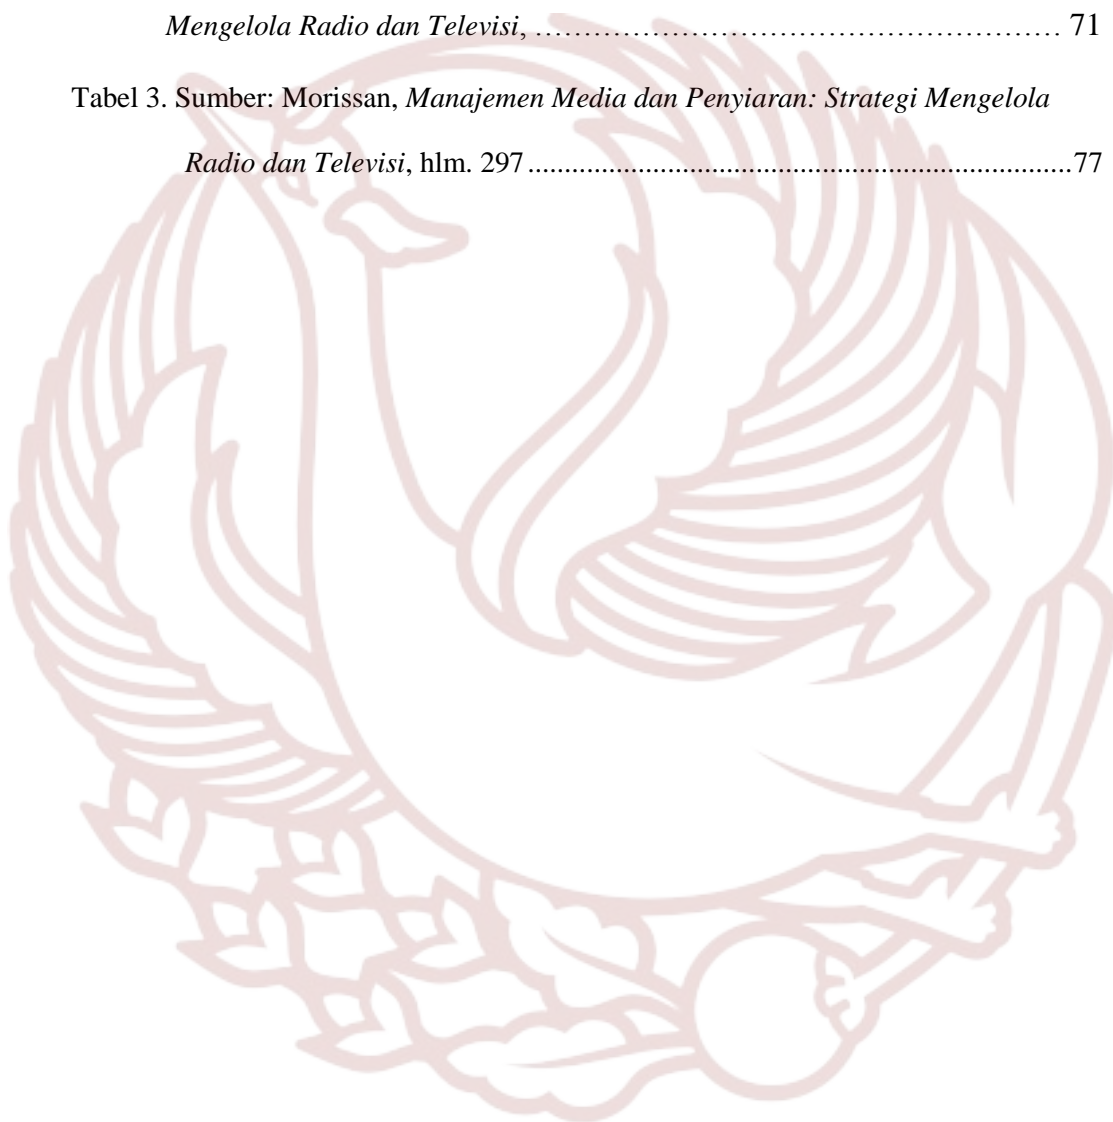 Mengelola Radio dan Televisi, ……………………………………………………… 71
Tabel 3. Sumber: Morissan, Manajemen Media dan Penyiaran: Strategi Mengelola
Radio dan Televisi, hlm. 297..........................................................................77